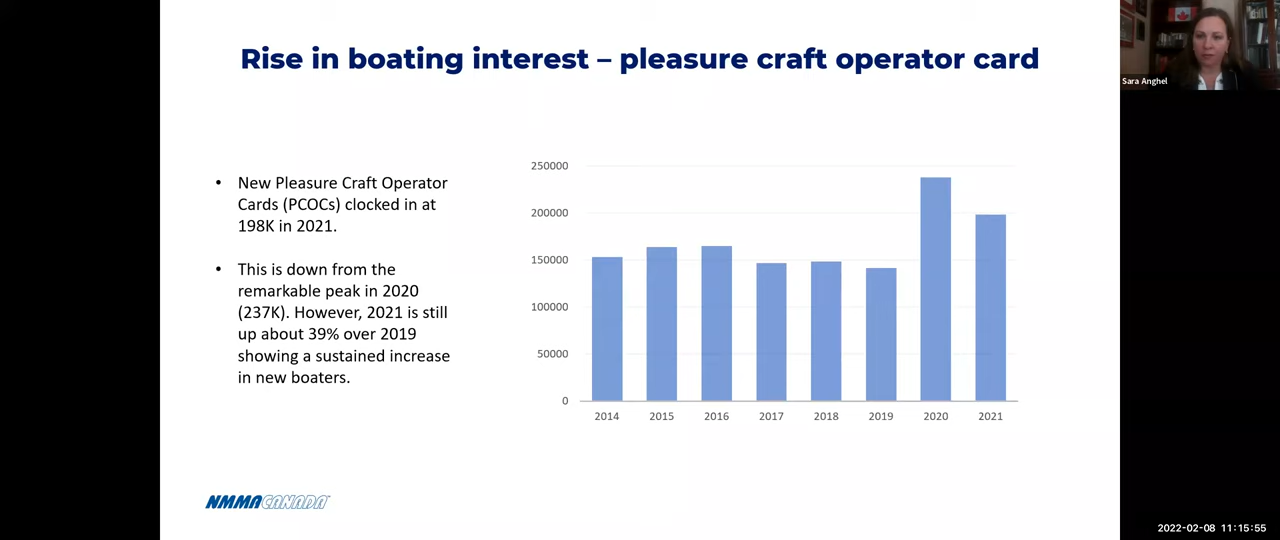 Rise in boating interest – pleasure craft operator card
Sara Anghel
• New Pleasure Craft Operator
Cards (PCOCs) clocked in at
198K in 2021.
• This is down from the
remarkable peak in 2020
(237K). However, 2021 is still
up about 39% over 2019
showing a sustained increase
in new boaters.
250000
200000
150000
100000
50000
0
2014 2015 2016 2017 2018 2019 2020 2021
NMMA CANADA
2022-02-08 11:15:55